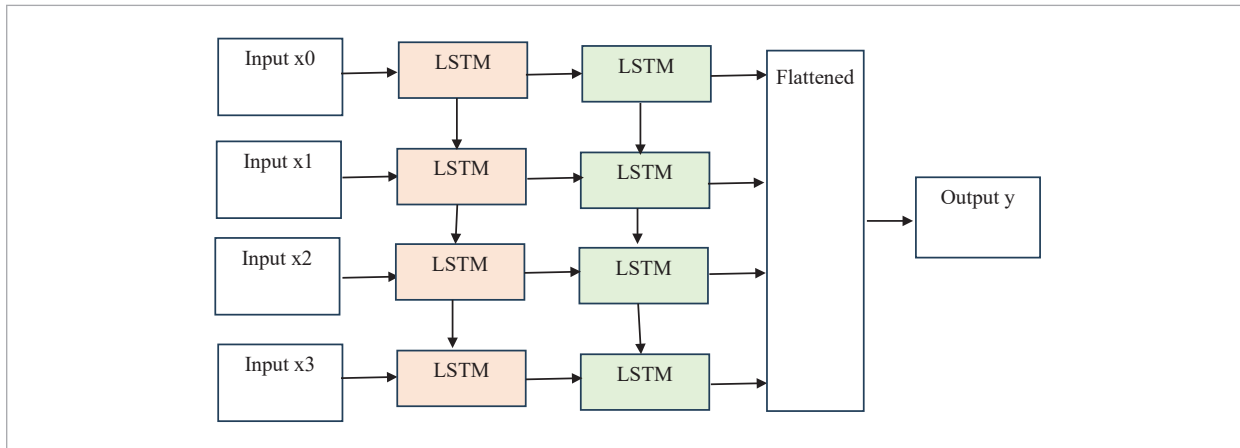 Input x0
LSTM
LSTM
Flattened
Input x1
LSTM
LSTM
Output y
Input x2
LSTM
LSTM
Input x3
LSTM
LSTM